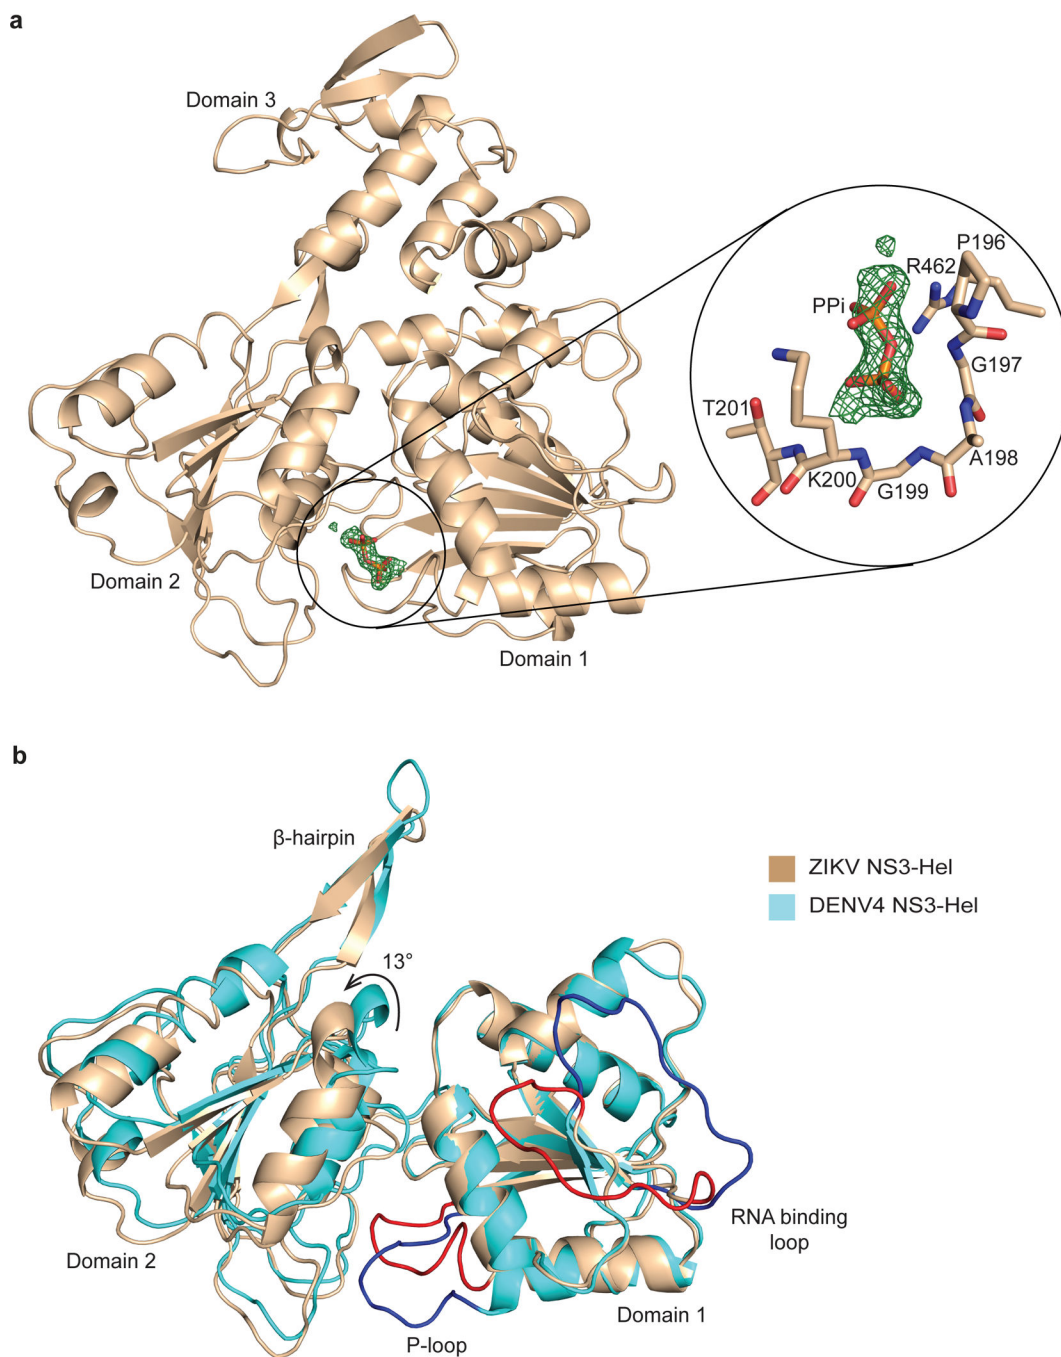 a
Domain 3
P196
R462
PPi
G197
T201
A198
K200
G199
Domain 2
Domain 1
b
β-hairpin
ZIKV NS3-Hel
DENV4 NS3-Hel
13°
RNA binding
loop
Domain 2
Domain 1
P-loop